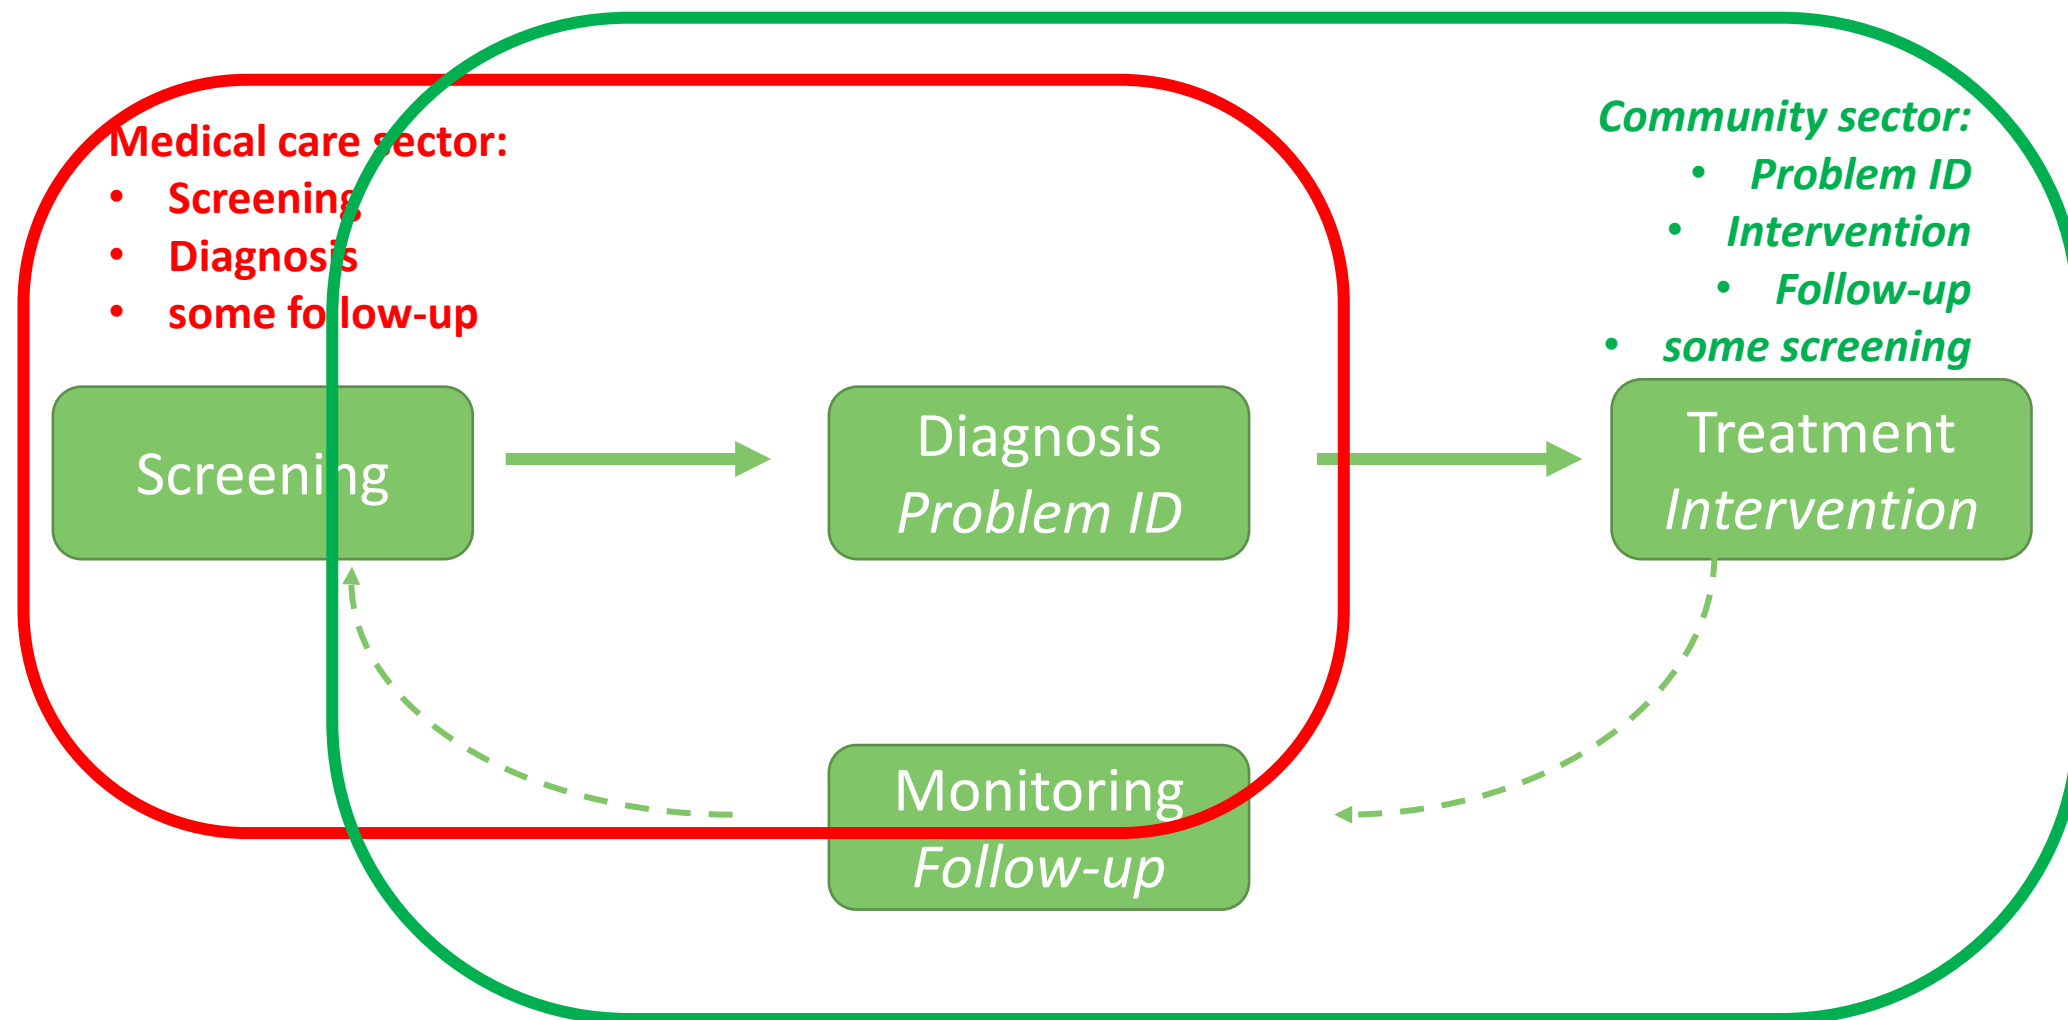 Medical care sector:
• Screening
• Diagnosis
• some follow-up
Community sector:
• Problem ID
• Intervention
• Follow-up
• some screening
Screening
Diagnosis
Problem ID
Treatment
Intervention
Monitoring
Follow-up